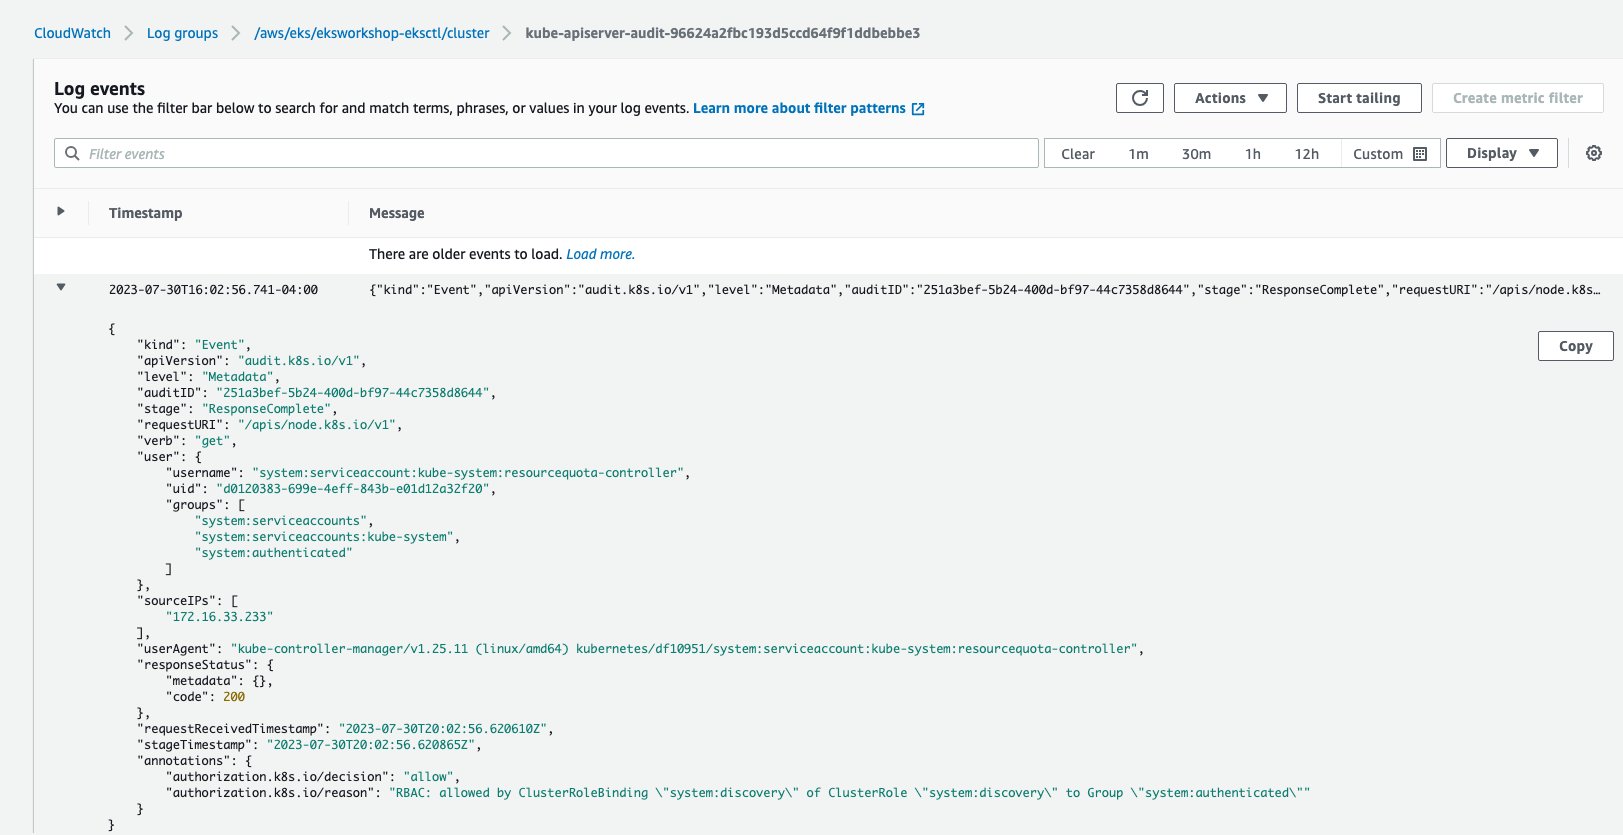 CloudWatch > Log groups > /aws/eks/eksworkshop-eksctl/cluster > kube-apiserver-audit-96624a2fbc193d5ccd64f9f1ddbebbe3
Log events
You can use the filter bar below to search for and match terms, phrases, or values in your log events. Learn more about filter patterns
Actions ▼ Start tailing Create metric filter
Filter events Clear 1m 30m 1h 12h Custom Display ▼
Timestamp Message
There are older events to load. Load more.
2023-07-30T16:02:56.741-04:00 {"kind":"Event","apiVersion":"audit.k8s.io/v1","level":"Metadata","auditID":"251a3bef-5b24-400d-bf97-44c7358d8644","stage":"ResponseComplete","requestURI":"/apis/node.k8s…
{
Copy
"kind": "Event",
"apiVersion": "audit.k8s.io/v1",
"level": "Metadata",
"auditID": "251a3bef-5b24-400d-bf97-44c7358d8644",
"stage": "ResponseComplete",
"requestURI": "/apis/node.k8s.io/v1",
"verb": "get",
"user": {
"username": "system:serviceaccount:kube-system:resourcequota-controller",
"uid": "d0120383-699e-4eff-843b-e01d12a32f20",
"groups": [
"system:serviceaccounts",
"system:serviceaccounts:kube-system",
"system:authenticated"
]
},
"sourceIPs": [
"172.16.33.233"
],
"userAgent": "kube-controller-manager/v1.25.11 (linux/amd64) kubernetes/df10951/system:serviceaccount:kube-system:resourcequota-controller",
"responseStatus": {
"metadata": {},
"code": 200
},
"requestReceivedTimestamp": "2023-07-30T20:02:56.620610Z",
"stageTimestamp": "2023-07-30T20:02:56.620865Z",
"annotations": {
"authorization.k8s.io/decision": "allow",
"authorization.k8s.io/reason": "RBAC: allowed by ClusterRoleBinding \"system:discovery\" of ClusterRole \"system:discovery\" to Group \"system:authenticated\""
}
}